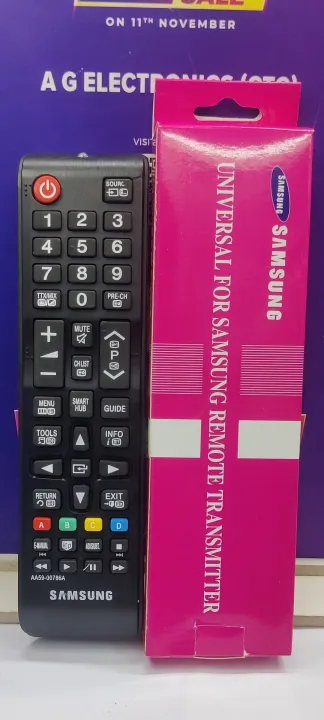 SALE
ON 11TH NOVEMBER
A G ELECTRONICS
SOURCE
1 2 3
4 5 6
7 8 9
TTX/MIX 0 PRE-CH
+
MUTE
P
CH LIST
−
MENU SMART HUB GUIDE
TOOLS INFO
i
RETURN EXIT
A B C D
E-MANUAL
AA59-00786A
SAMSUNG
SAMSUNG
SAMSUNG
UNIVERSAL FOR SAMSUNG REMOTE TRANSMITTER